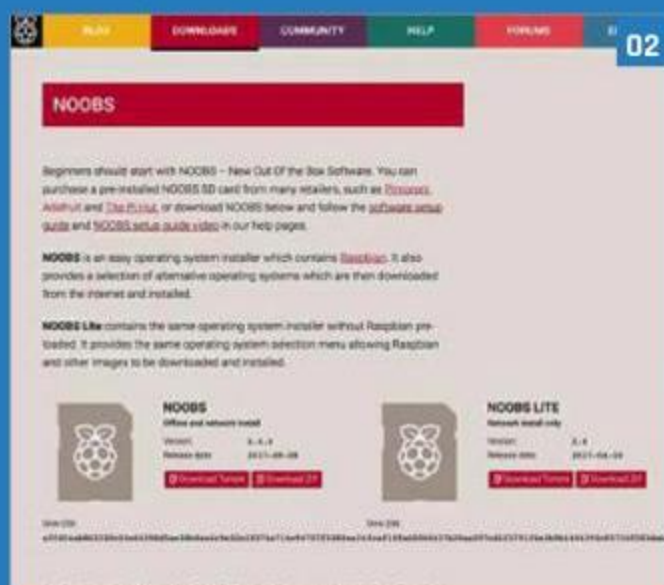 BLOG DOWNLOADS COMMUNITY HELP FORUMS
02
NOOBS
Beginners should start with NOOBS – New Out Of the Box Software. You can
purchase a pre-installed NOOBS SD card from many retailers, such as Pimoroni,
Adafruit and The Pi Hut, or download NOOBS below and follow the software setup
guide and NOOBS setup guide video in our help pages.
NOOBS is an easy operating system installer which contains Raspbian. It also
provides a selection of alternative operating systems which are then downloaded
from the internet and installed.
NOOBS Lite contains the same operating system installer without Raspbian pre-
loaded. It provides the same operating system selection menu allowing Raspbian
and other images to be downloaded and installed.
NOOBS
Offline and network install
Version:
Release date:
Download Torrent Download ZIP
NOOBS LITE
Network install only
Version: 2.4
Release date:
Download Torrent Download ZIP